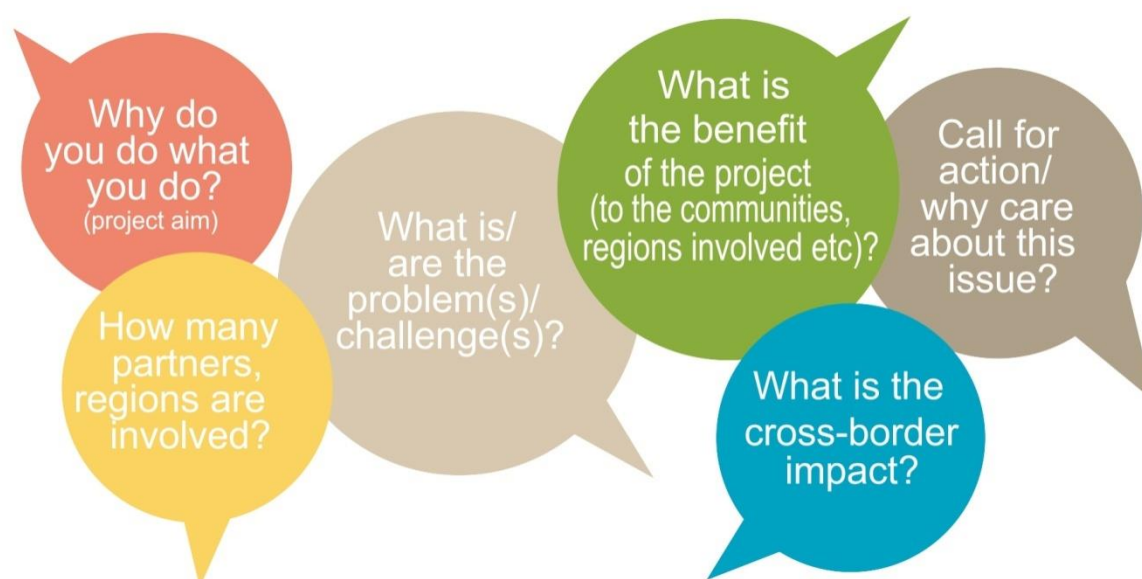 Why do
you do what
you do?
(project aim)
How many
partners,
regions are
involved?
What is/
are the
problem(s)/
challenge(s)?
What is
the benefit
of the project
(to the communities,
regions involved etc)?
What is the
cross-border
impact?
Call for
action/
why care
about this
issue?